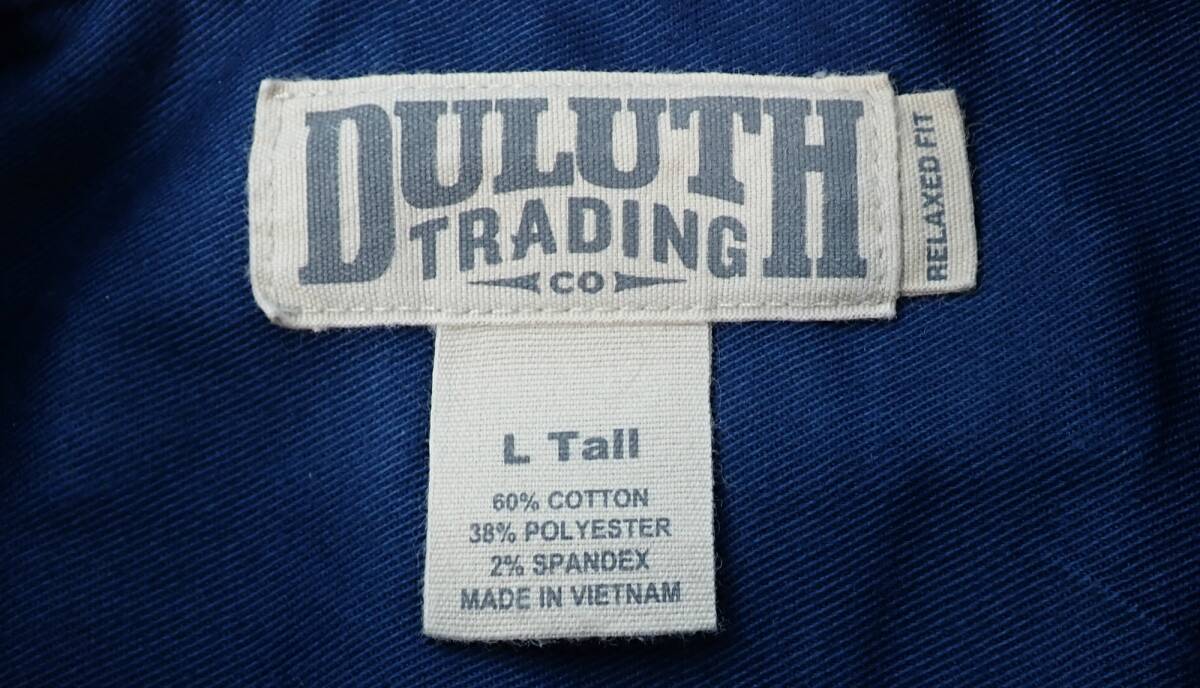 DULUTH
TRADING
CO
RELAXED FIT
L Tall
60% COTTON
38% POLYESTER
2% SPANDEX
MADE IN VIETNAM